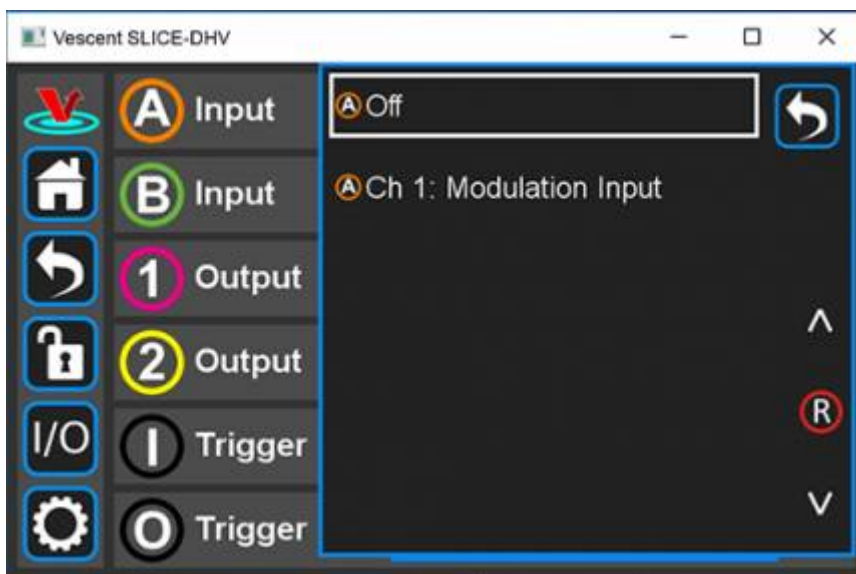 Vescent SLICE-DHV
A Input
B Input
1 Output
2 Output
I/O
I Trigger
O Trigger
A Off
A Ch 1: Modulation Input
R